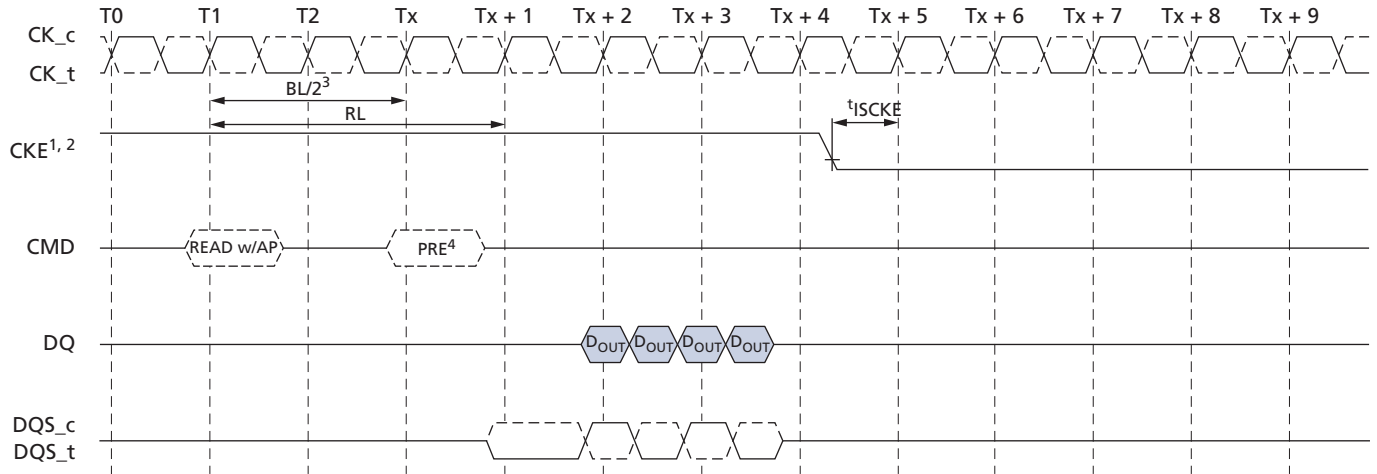 T0 T1 T2 Tx Tx + 1 Tx + 2 Tx + 3 Tx + 4 Tx + 5 Tx + 6 Tx + 7 Tx + 8 Tx + 9
CK_c
CK_t
BL/2³
RL
tISCKE
CKE1, 2
CMD
READ w/AP
PRE⁴
DQ
DOUT DOUT DOUT DOUT
DQS_c
DQS_t